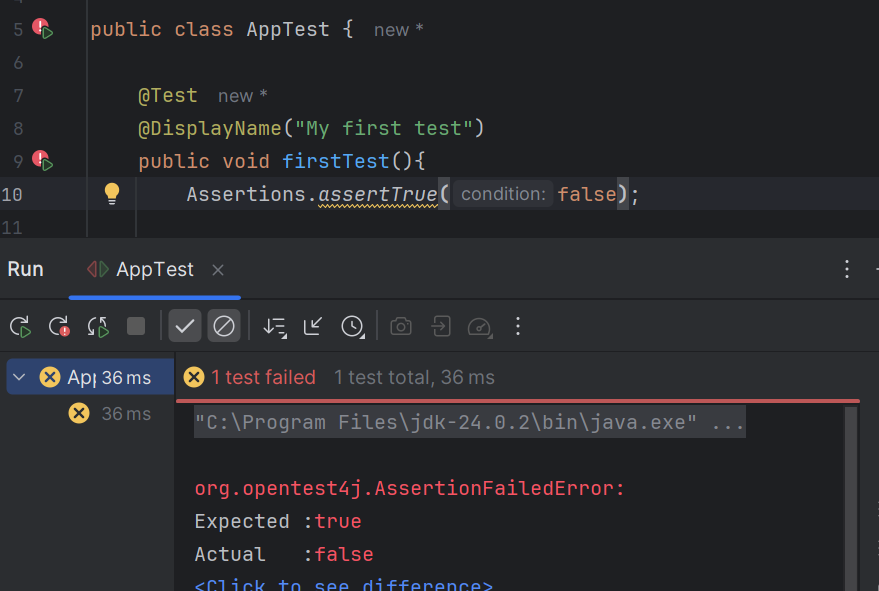 5 public class AppTest { new *
6
7 @Test new *
8 @DisplayName("My first test")
9 public void firstTest(){
10 Assertions.assertTrue( condition: false);
11
Run AppTest
App 36 ms
1 test failed 1 test total, 36 ms
36 ms
"C:\Program Files\jdk-24.0.2\bin\java.exe" ...
org.opentest4j.AssertionFailedError:
Expected :true
Actual :false
<Click to see difference>